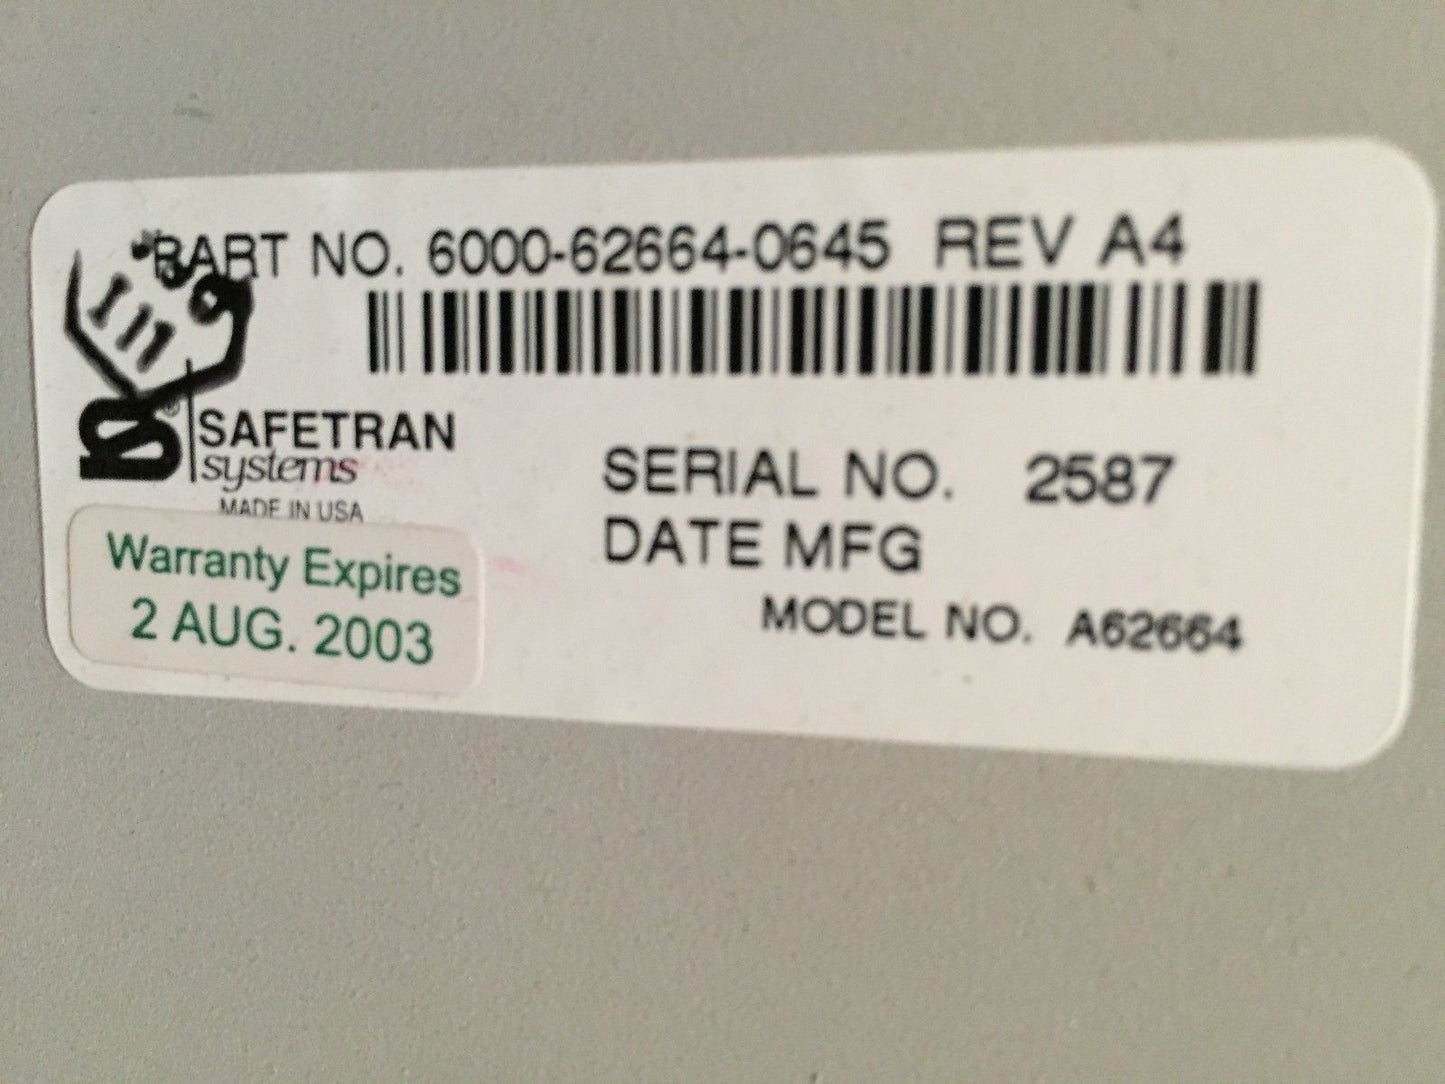 PART NO. 6000-62664-0645 REV A4
SAFETRAN
systems
MADE IN USA
SERIAL NO. 2587
DATE MFG
MODEL NO. A62664
Warranty Expires
2 AUG. 2003